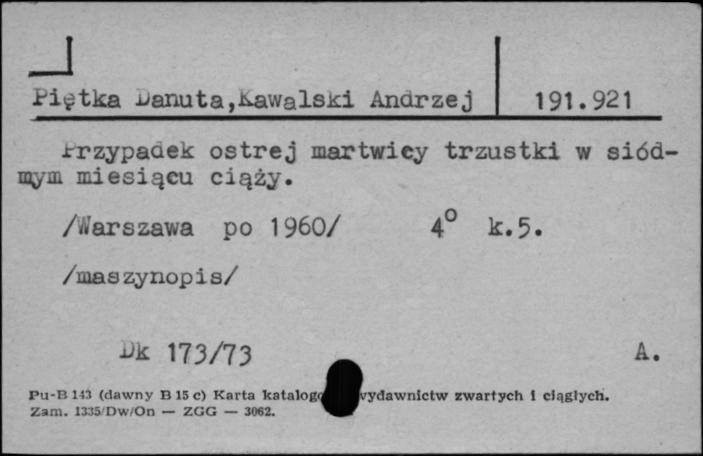 Piętka Danuta,Kawalski Andrzej 191.921
Przypadek ostrej martwicy trzustki w siód-
mym miesiącu ciąży.
/Warszawa po 1960/ 4° k.5.
/maszynopis/
Dk 173/73 A.
Pu-B 143 (dawny B 15 c) Karta wydawnictw zwartych i ciągłych.
Zam. 1335/Dw/On — ZGG — 3062.